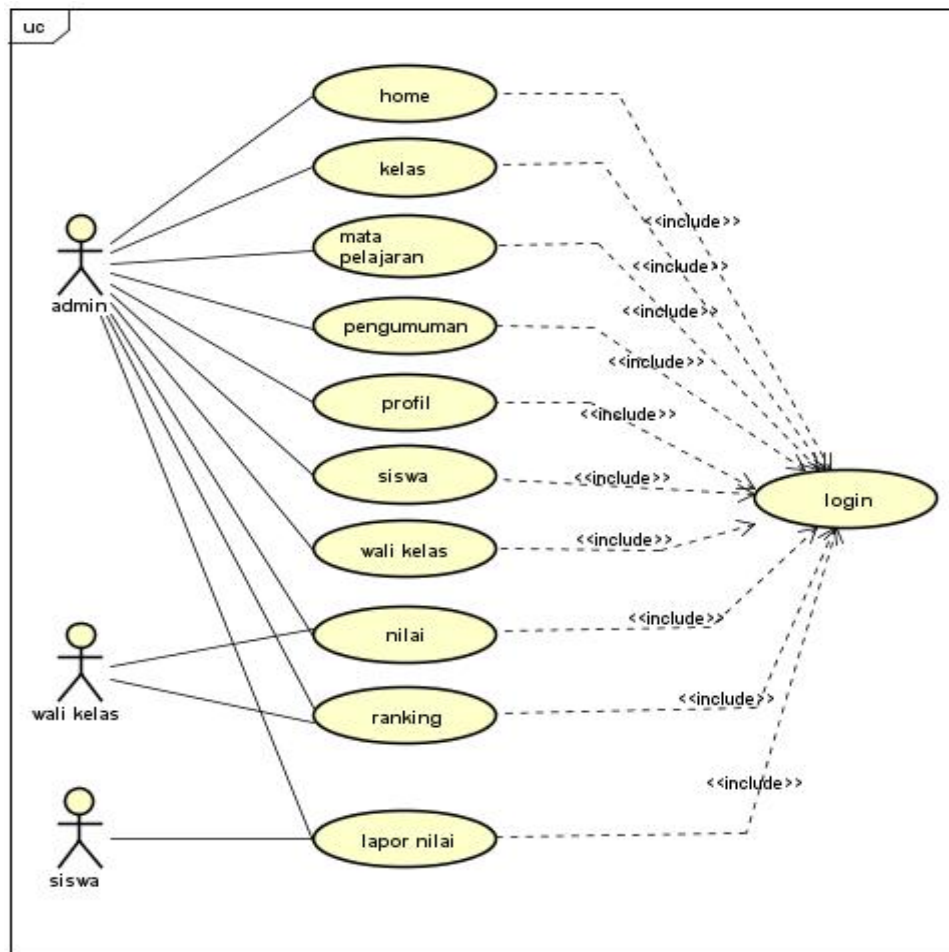 uc
home
kelas
<<include>>
mata
pelajaran
<<include>>
admin
<<include>>
pengumuman
<<include>>
profil
<<include>>
siswa
<<include>>
login
wali kelas
<<include>>
nilai
<<include>>
wali kelas
ranking
<<include>>
<<include>>
lapor nilai
siswa